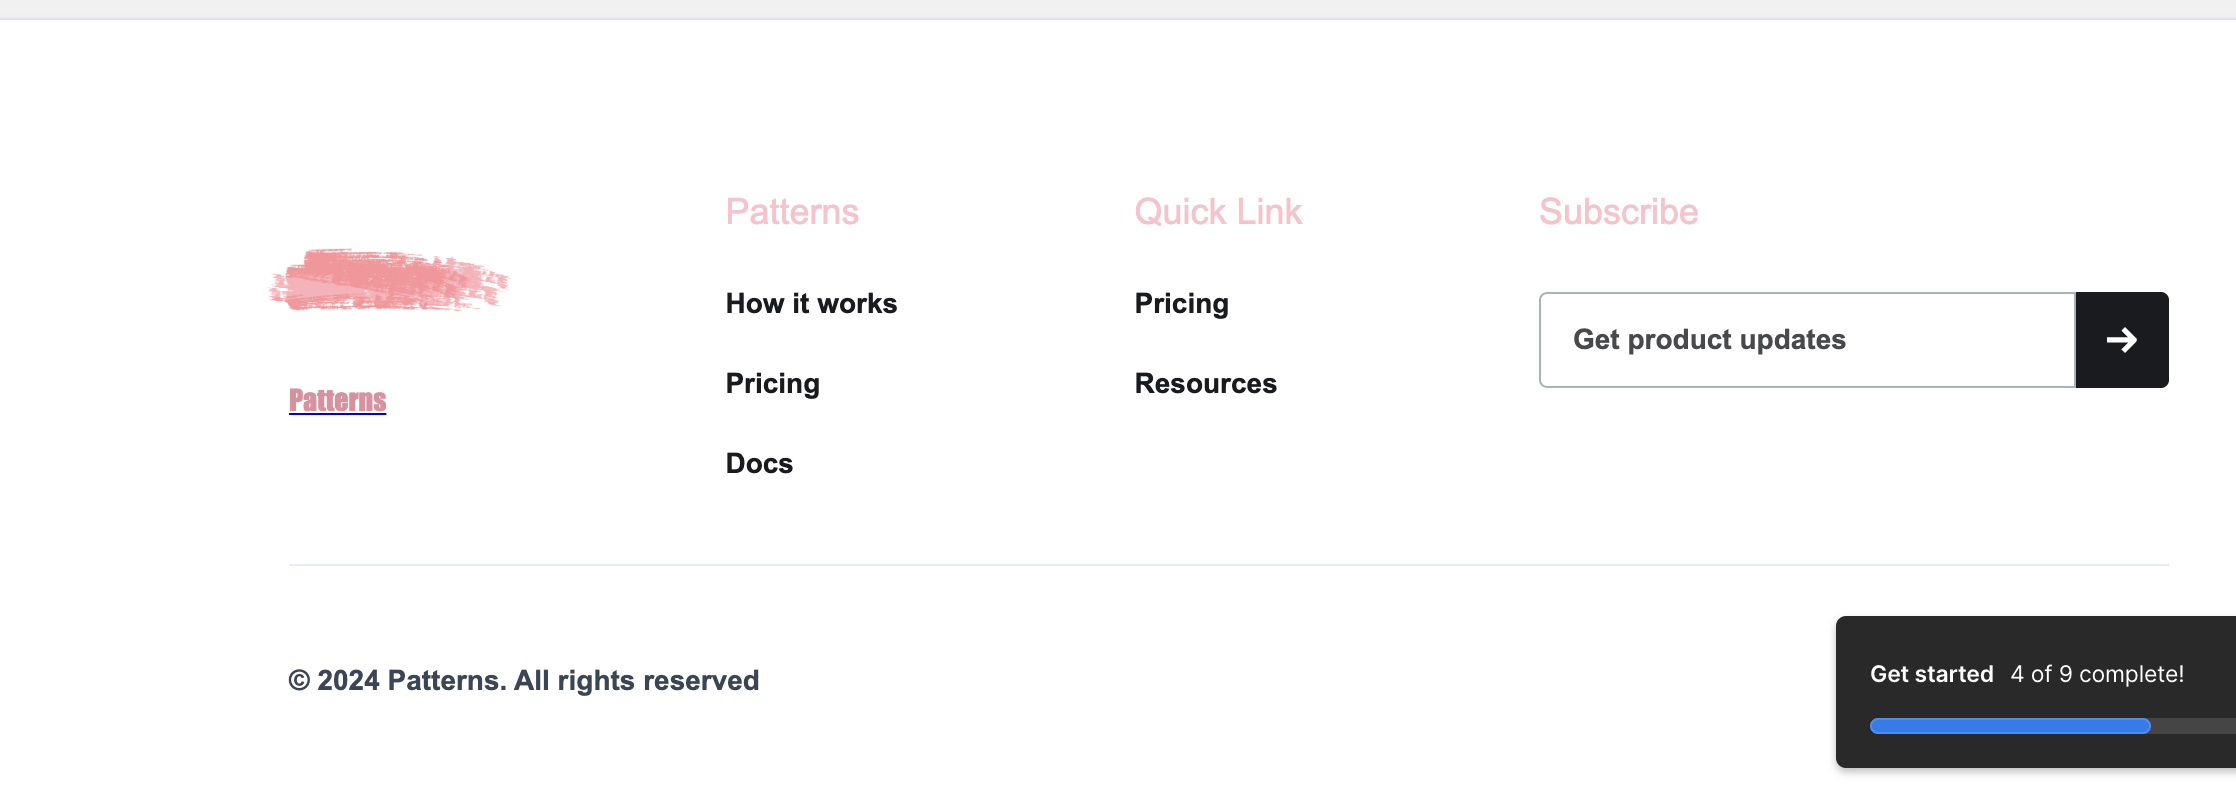 Patterns
Patterns
How it works
Pricing
Docs
Quick Link
Pricing
Resources
Subscribe
Get product updates
© 2024 Patterns. All rights reserved
Get started 4 of 9 complete!